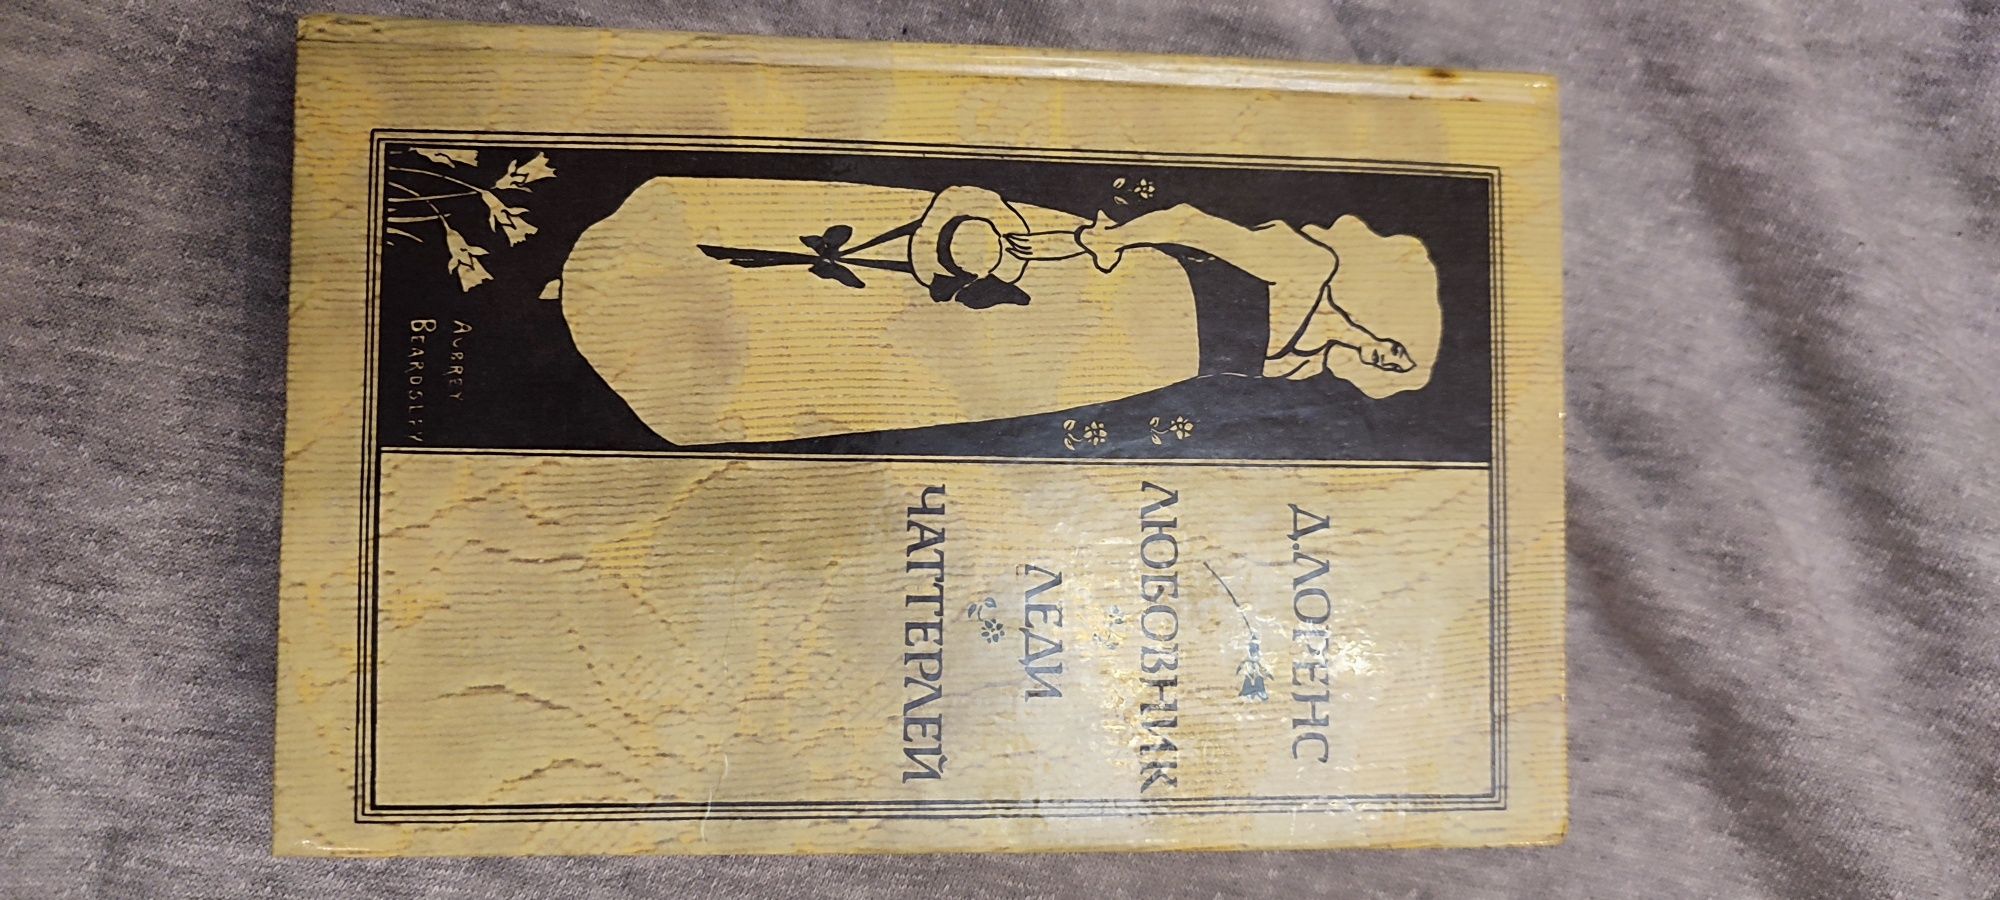 Д.ЛОРЕНС
ЛЮБОВНИК
ЛЕДИ
ЧАТТЕРЛЕЙ
AUBREY
BEARDSLEY